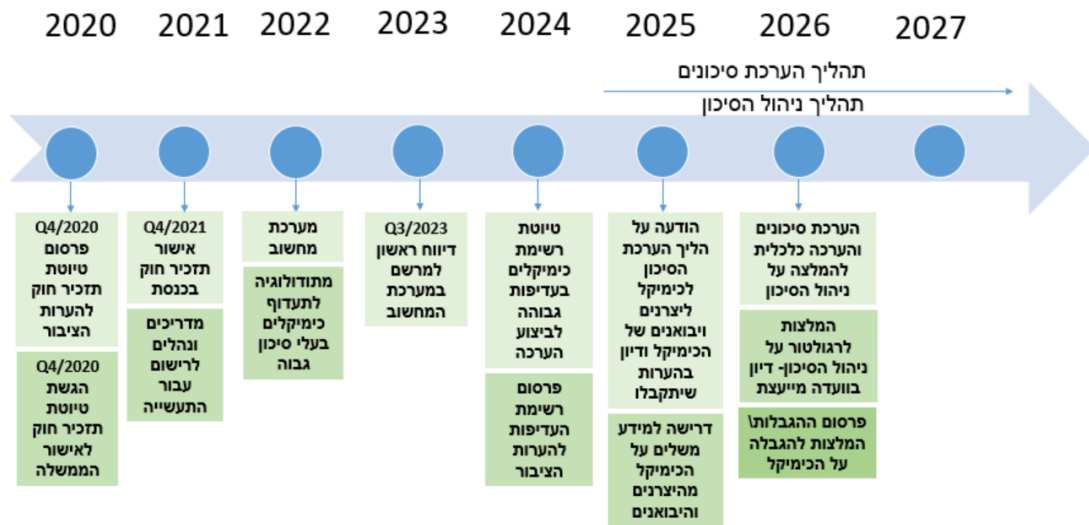 2020
2021
2022
2023
2024
2025
2026
2027
תהליך הערכת סיכונים
תהליך ניהול הסיכון
Q4/2020
פרסום
טיוטת
תזכיר חוק
להערות
הציבור
Q4/2020
הגשת
טיוטת
תזכיר חוק
לאישור
הממשלה
Q4/2021
אישור
תזכיר חוק
בכנסת
מדריכים
ונהלים
לרישום
עבור
התעשייה
מערכת
מחשוב
מתודולוגיה
לתעדוף
כימיקלים
בעלי סיכון
גבוה
Q3/2023
דיווח ראשון
למרשם
במערכת
המחשוב
טיוטת
רשימת
כימיקלים
בעדיפות
גבוהה
לביצוע
הערכה
פרסום
רשימת
העדיפות
להערות
הציבור
הודעה על
הליך הערכת
הסיכון
לכימיקל
ליצרנים
ויבואנים של
הכימיקל ודיון
בהערות
שיתקבלו
דרישה למידע
משלים על
הכימיקל
מהיצרנים
והיבואנים
הערכת סיכונים
והערכה כלכלית
להמלצה על
ניהול הסיכון
המלצות
לרגולטור על
ניהול הסיכון- דיון
בוועדה מייעצת
פרסום ההגבלות\
המלצות להגבלה
על הכימיקל